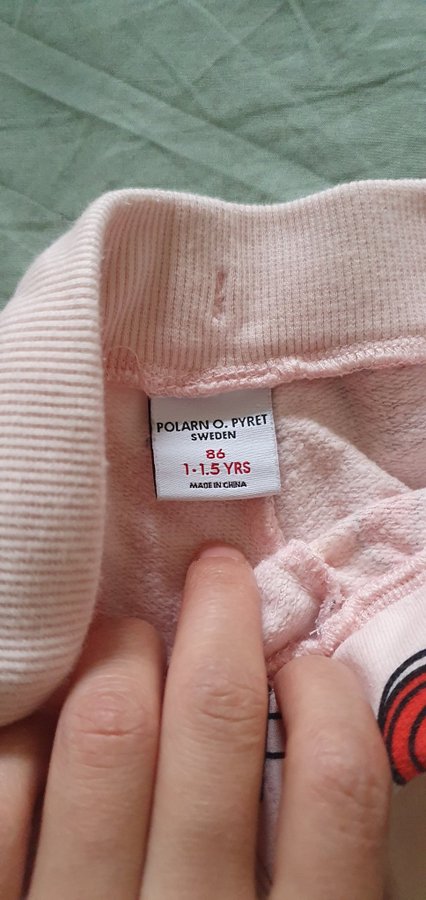 POLARN O. PYRET
SWEDEN
86
1-1.5 YRS
MADE IN CHINA